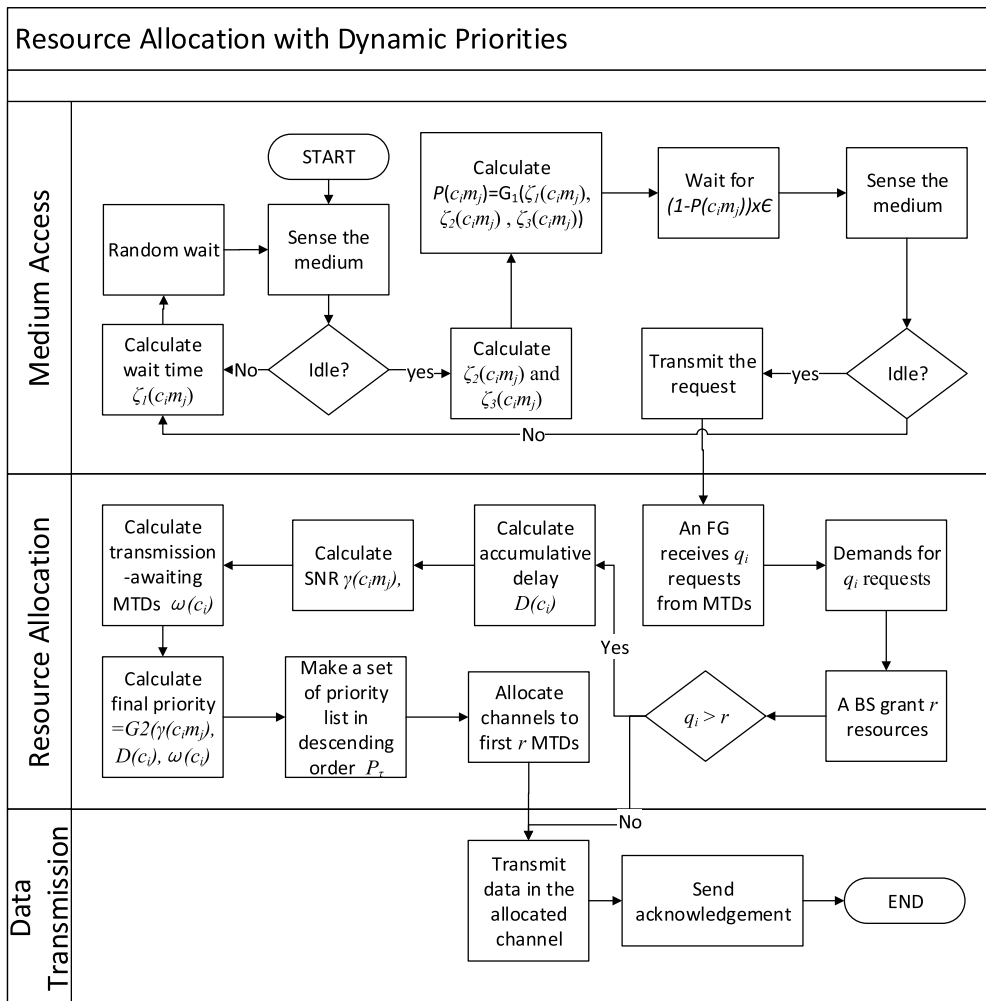 Resource Allocation with Dynamic Priorities
Medium Access
START
Sense the
medium
Random wait
Calculate
wait time
ζ1(cimj)
No
Idle?
yes
Calculate
ζ2(cimj) and
ζ3(cimj)
Calculate
P(cimj)=G1(ζ1(cimj),
ζ2(cimj) , ζ3(cimj))
Wait for
(1-P(cimj))xЄ
Sense the
medium
Idle?
yes
Transmit the
request
No
Resource Allocation
An FG
receives qi
requests
from MTDs
Demands for
qi requests
A BS grant r
resources
qi > r
Yes
Calculate
accumulative
delay
D(ci)
Calculate
SNR γ(cimj),
Calculate
transmission
-awaiting
MTDs ω(ci)
Calculate
final priority
=G2(γ(cimj),
D(ci), ω(ci)
Make a set
of priority
list in
descending
order Pτ
Allocate
channels to
first r MTDs
No
Data
Transmission
Transmit
data in the
allocated
channel
Send
acknowledgement
END